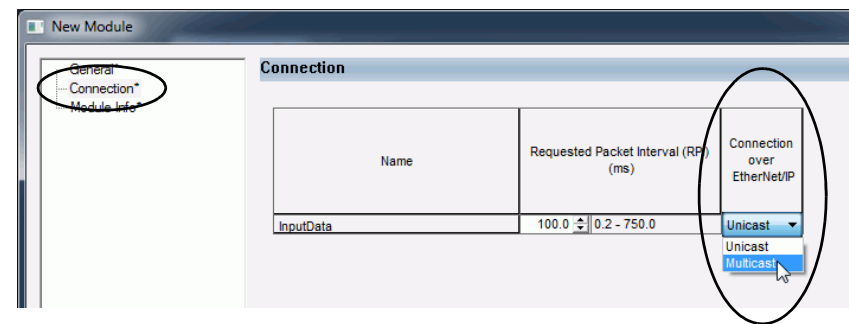 New Module
General*
Connection*
Module Info*
Connection
Name
Requested Packet Interval (RPI)
(ms)
Connection
over
EtherNet/IP
InputData
100.0
0.2 - 750.0
Unicast
Unicast
Multicast